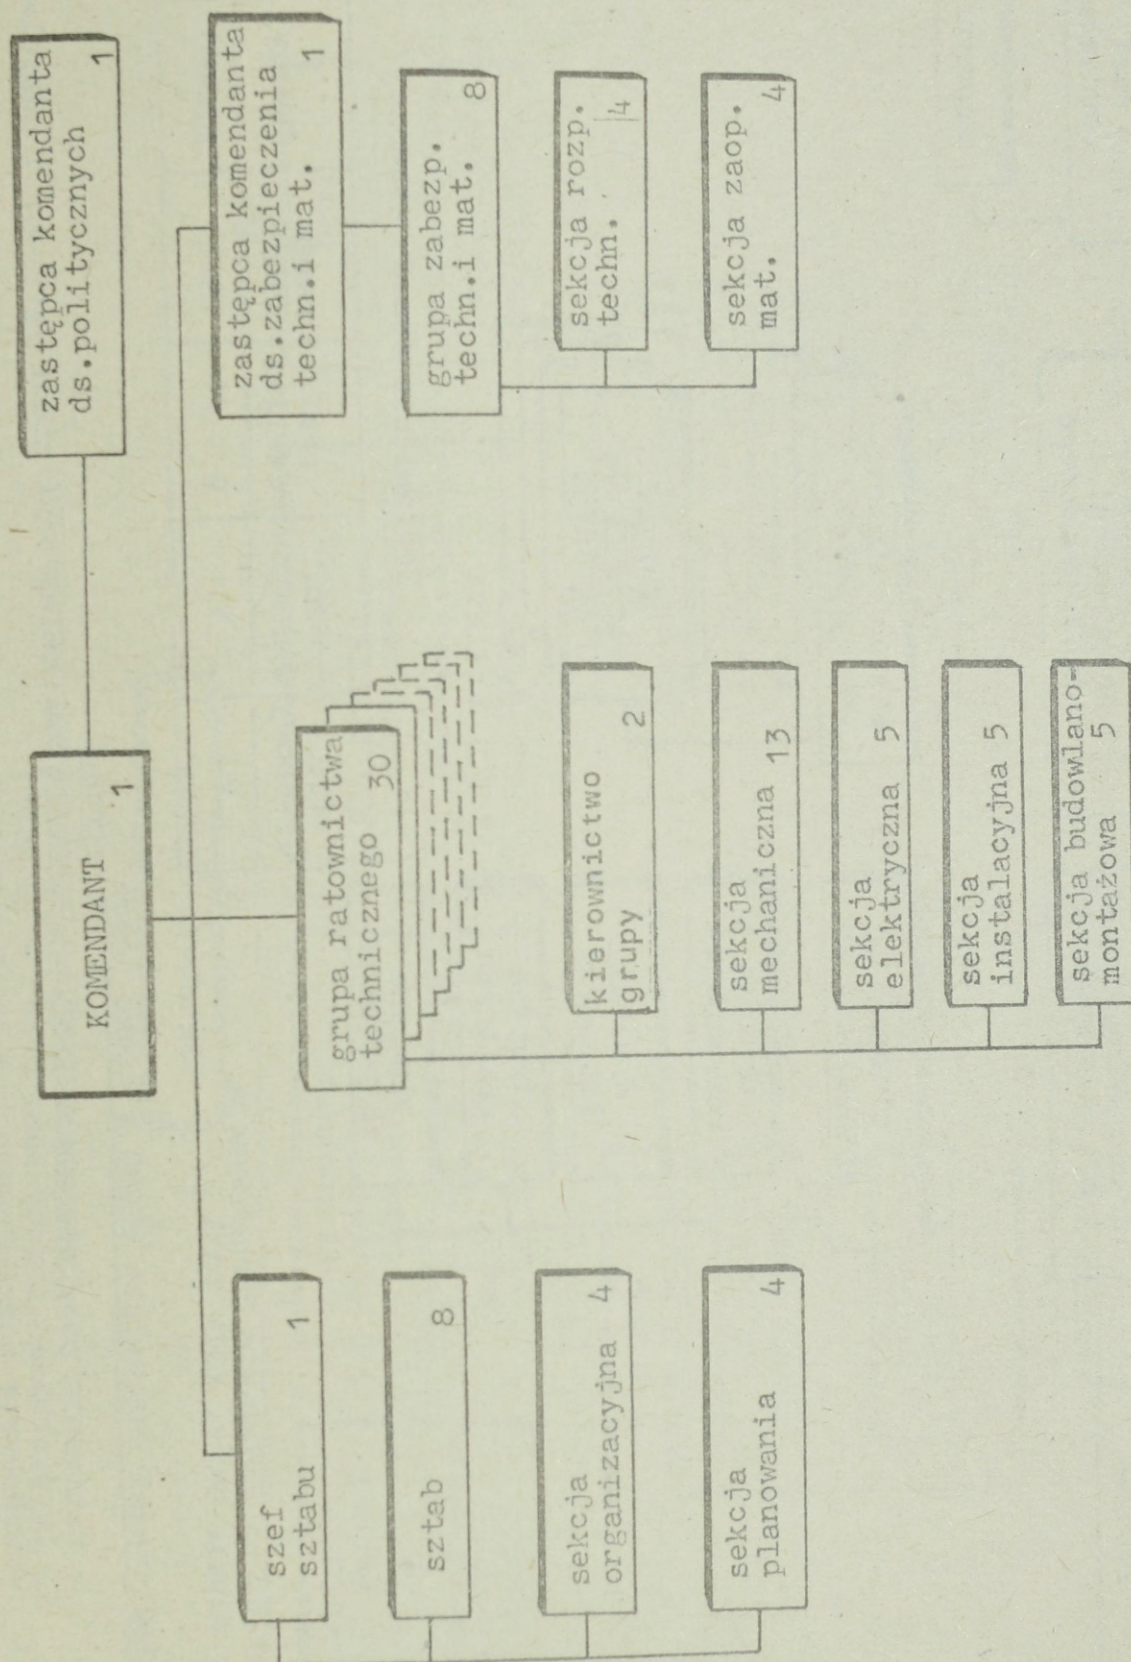 KOMENDANT
1
zastępca komendanta
ds.politycznych 1
szef
sztabu 1
sztab 8
sekcja
organizacyjna 4
sekcja
planowania 4
grupa ratownictwa
technicznego 30
kierownictwo
grupy 2
sekcja
mechaniczna 13
sekcja
elektryczna 5
sekcja
instalacyjna 5
sekcja budowlano-
montażowa 5
zastępca komendanta
ds.zabezpieczenia
techn.i mat. 1
grupa zabezp.
techn.i mat. 8
sekcja rozp.
techn. 4
sekcja zaop.
mat. 4